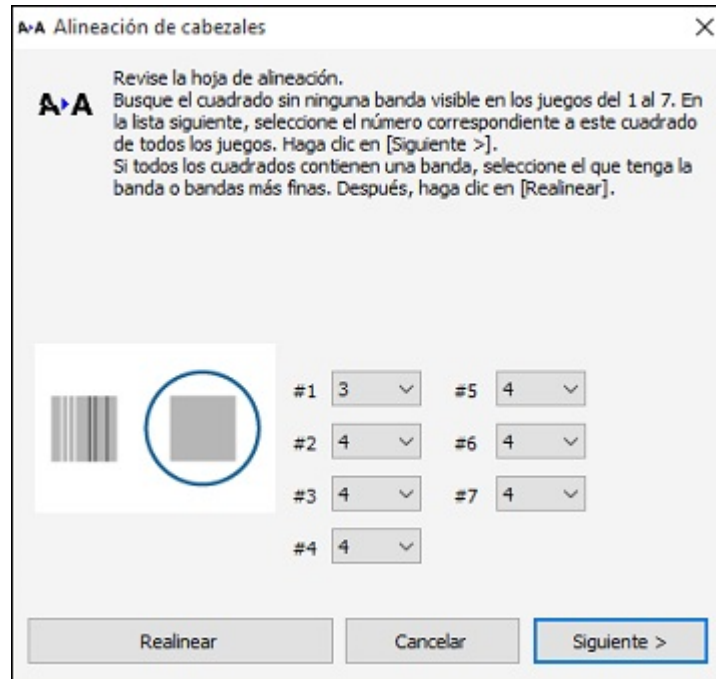 A▸A Alineación de cabezales
A▸A
Revise la hoja de alineación.
Busque el cuadrado sin ninguna banda visible en los juegos del 1 al 7. En
la lista siguiente, seleccione el número correspondiente a este cuadrado
de todos los juegos. Haga clic en [Siguiente >].
Si todos los cuadrados contienen una banda, seleccione el que tenga la
banda o bandas más finas. Después, haga clic en [Realinear].
#1 3 #5 4
#2 4 #6 4
#3 4 #7 4
#4 4
Realinear Cancelar Siguiente >